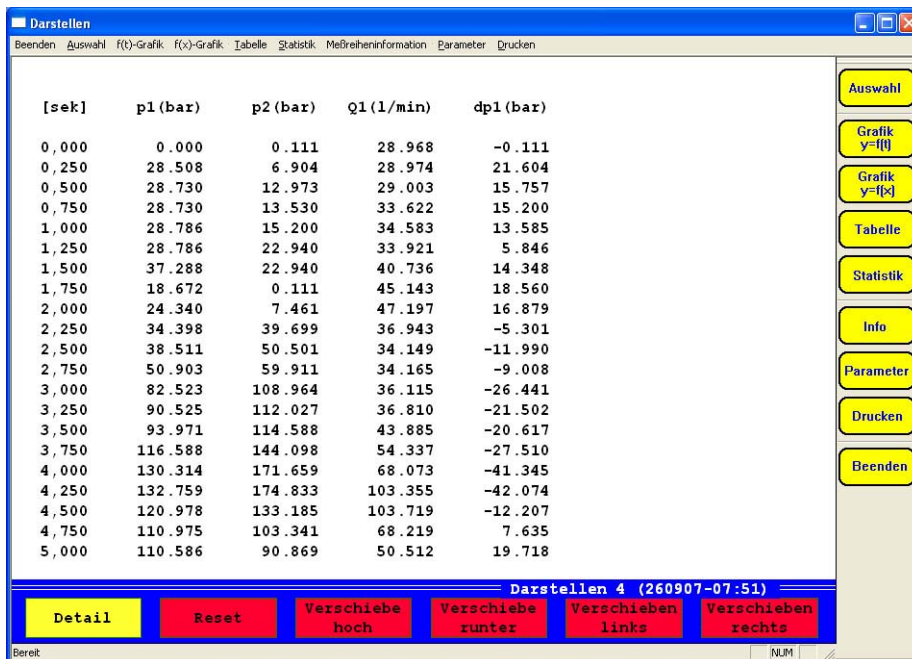 Darstellen
Beenden Auswahl f(t)-Grafik f(x)-Grafik Tabelle Statistik Meßreiheninformation Parameter Drucken
[sek] p1(bar) p2(bar) Q1(l/min) dp1(bar)
0,000 0.000 0.111 28.968 -0.111
0,250 28.508 6.904 28.974 21.604
0,500 28.730 12.973 29.003 15.757
0,750 28.730 13.530 33.622 15.200
1,000 28.786 15.200 34.583 13.585
1,250 28.786 22.940 33.921 5.846
1,500 37.288 22.940 40.736 14.348
1,750 18.672 0.111 45.143 18.560
2,000 24.340 7.461 47.197 16.879
2,250 34.398 39.699 36.943 -5.301
2,500 38.511 50.501 34.149 -11.990
2,750 50.903 59.911 34.165 -9.008
3,000 82.523 108.964 36.115 -26.441
3,250 90.525 112.027 36.810 -21.502
3,500 93.971 114.588 43.885 -20.617
3,750 116.588 144.098 54.337 -27.510
4,000 130.314 171.659 68.073 -41.345
4,250 132.759 174.833 103.355 -42.074
4,500 120.978 133.185 103.719 -12.207
4,750 110.975 103.341 68.219 7.635
5,000 110.586 90.869 50.512 19.718
Auswahl
Grafik
y=f(t)
Grafik
y=f(x)
Tabelle
Statistik
Info
Parameter
Drucken
Beenden
Darstellen 4 (260907-07:51)
Detail
Reset
Verschiebe
hoch
Verschiebe
runter
Verschieben
links
Verschieben
rechts
Bereit NUM